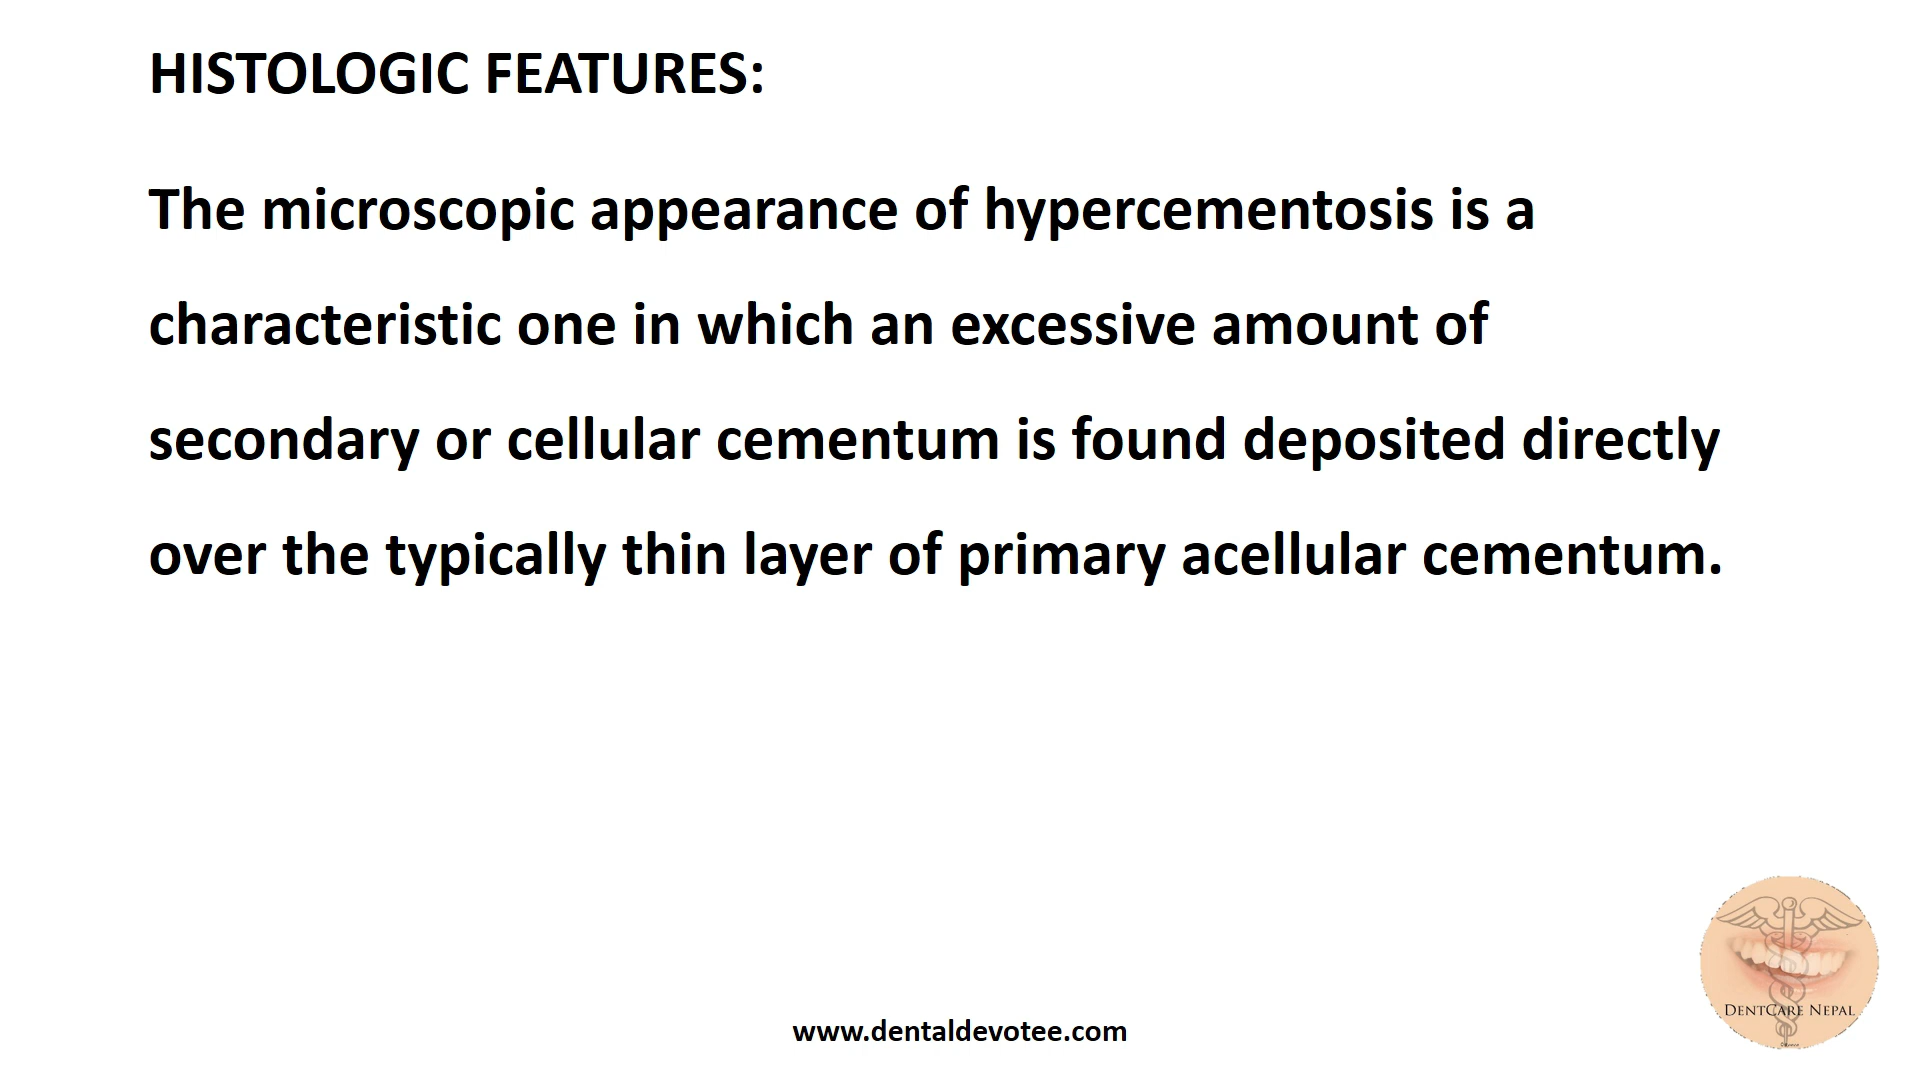 HISTOLOGIC FEATURES:
The microscopic appearance of hypercementosis is a
characteristic one in which an excessive amount of
secondary or cellular cementum is found deposited directly
over the typically thin layer of primary acellular cementum.
DENTCARE NEPAL
www.dentaldevotee.com